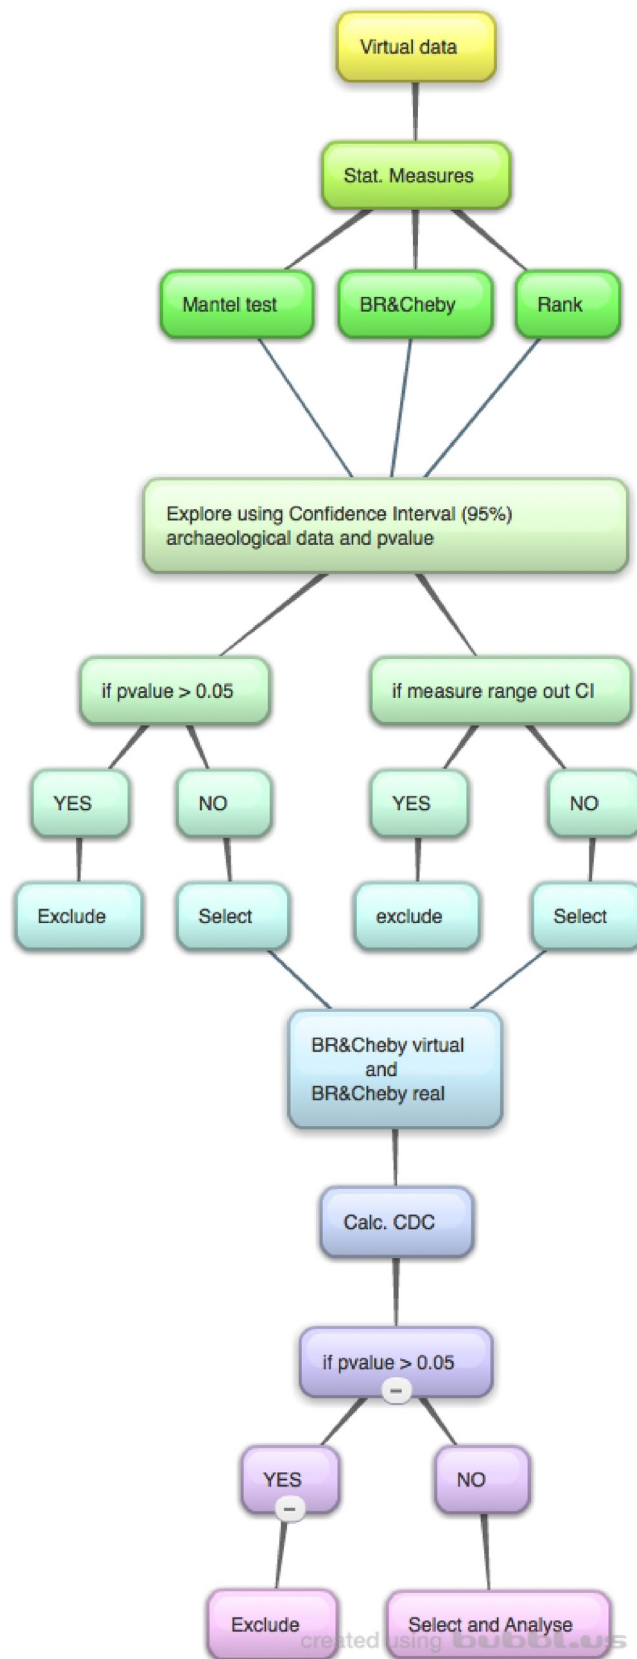 Virtual data
Stat. Measures
Mantel test
BR&Cheby
Rank
Explore using Confidence Interval (95%)
archaeological data and pvalue
if pvalue > 0.05
if measure range out CI
YES
NO
YES
NO
Exclude
Select
exclude
Select
BR&Cheby virtual
and
BR&Cheby real
Calc. CDC
if pvalue > 0.05
YES
NO
Exclude
Select and Analyse
created using bubbl.us